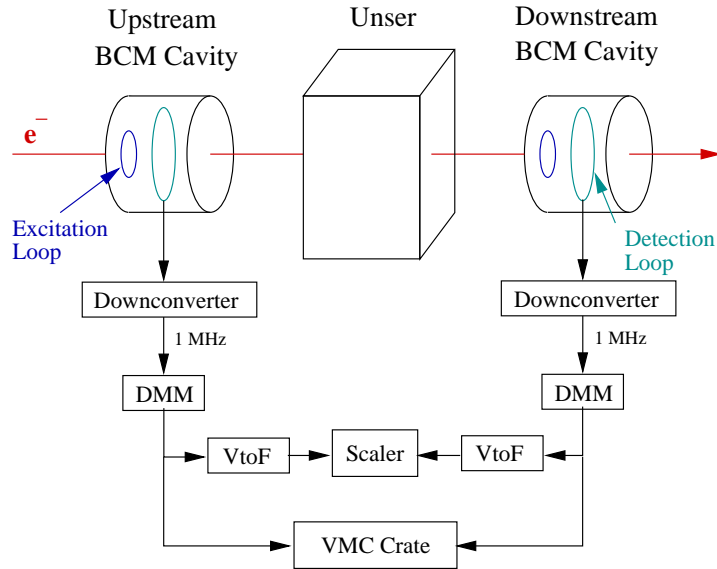 Upstream
BCM Cavity
Unser
Downstream
BCM Cavity
e⁻
Excitation
Loop
Detection
Loop
Downconverter
Downconverter
1 MHz
1 MHz
DMM
DMM
VtoF
Scaler
VtoF
VMC Crate